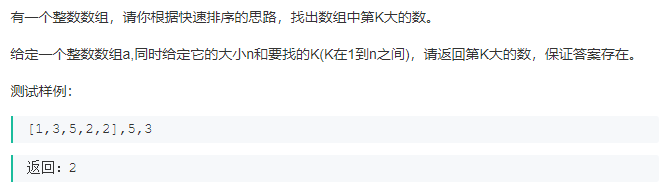 有一个整数数组，请你根据快速排序的思路，找出数组中第K大的数。
给定一个整数数组a,同时给定它的大小n和要找的K(K在1到n之间)，请返回第K大的数，保证答案存在。
测试样例：
[1,3,5,2,2],5,3
返回：2